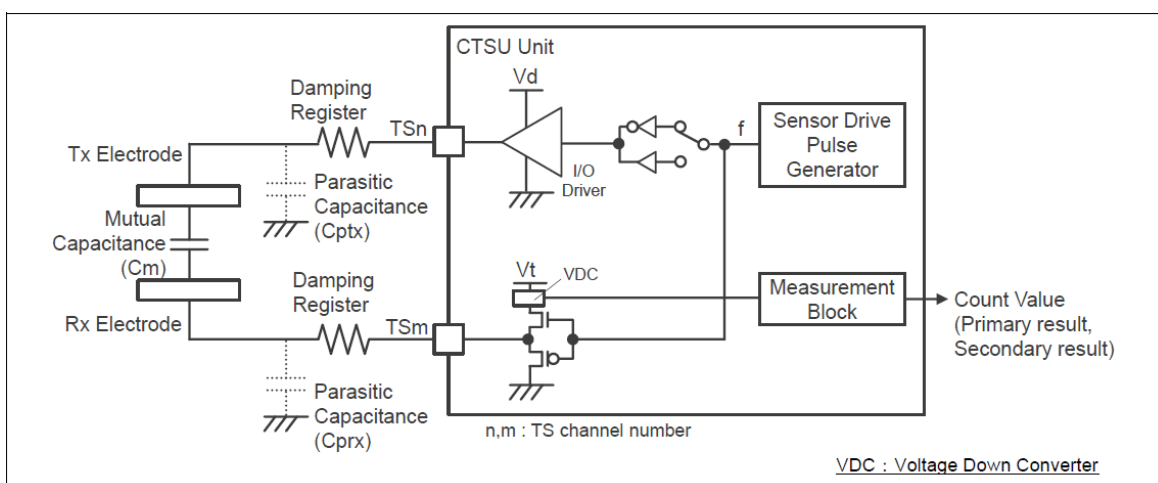 CTSU Unit
Vd
Damping
Register
TSn
Tx Electrode
I/O
Driver
f
Sensor Drive
Pulse
Generator
Parasitic
Capacitance
(Cptx)
Mutual
Capacitance
(Cm)
Damping
Register
Rx Electrode
TSm
Vt
VDC
Measurement
Block
Count Value
(Primary result,
Secondary result)
Parasitic
Capacitance
(Cprx)
n,m : TS channel number
VDC : Voltage Down Converter